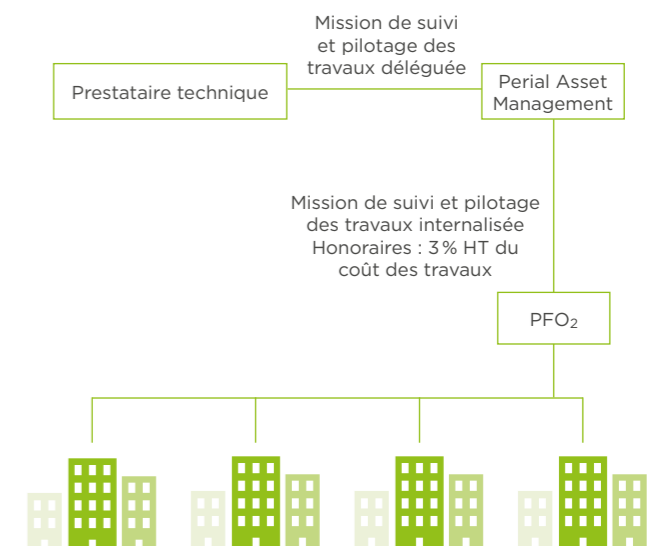 Mission de suivi
et pilotage des
travaux déléguée
Prestataire technique
Perial Asset
Management
Mission de suivi et pilotage
des travaux internalisée
Honoraires : 3 % HT du
coût des travaux
PFO₂